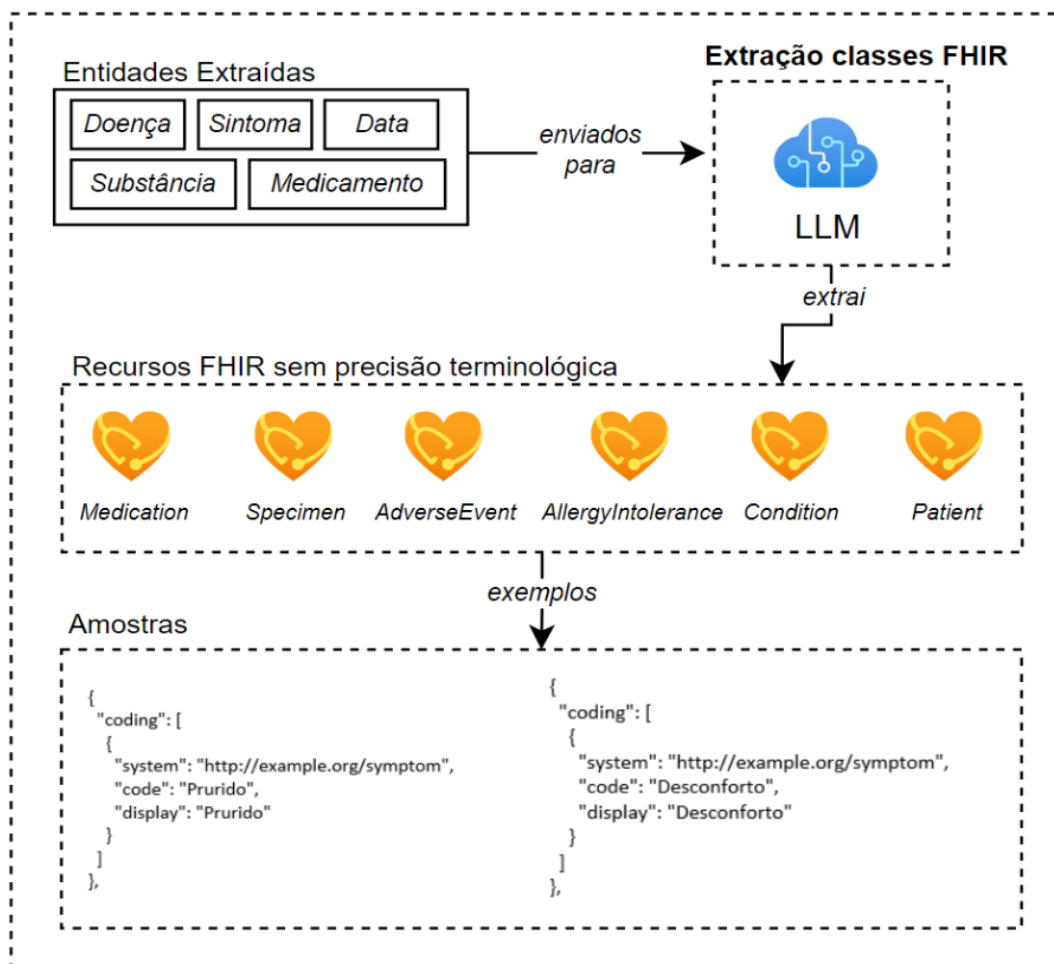 Extração classes FHIR
Entidades Extraídas
Doença
Sintoma
Data
Substância
Medicamento
enviados
para
LLM
extrai
Recursos FHIR sem precisão terminológica
Medication
Specimen
AdverseEvent
AllergyIntolerance
Condition
Patient
exemplos
Amostras
{
"coding": [
{
"system": "http://example.org/symptom",
"code": "Prurido",
"display": "Prurido"
}
]
},
{
"coding": [
{
"system": "http://example.org/symptom",
"code": "Desconforto",
"display": "Desconforto"
}
]
},